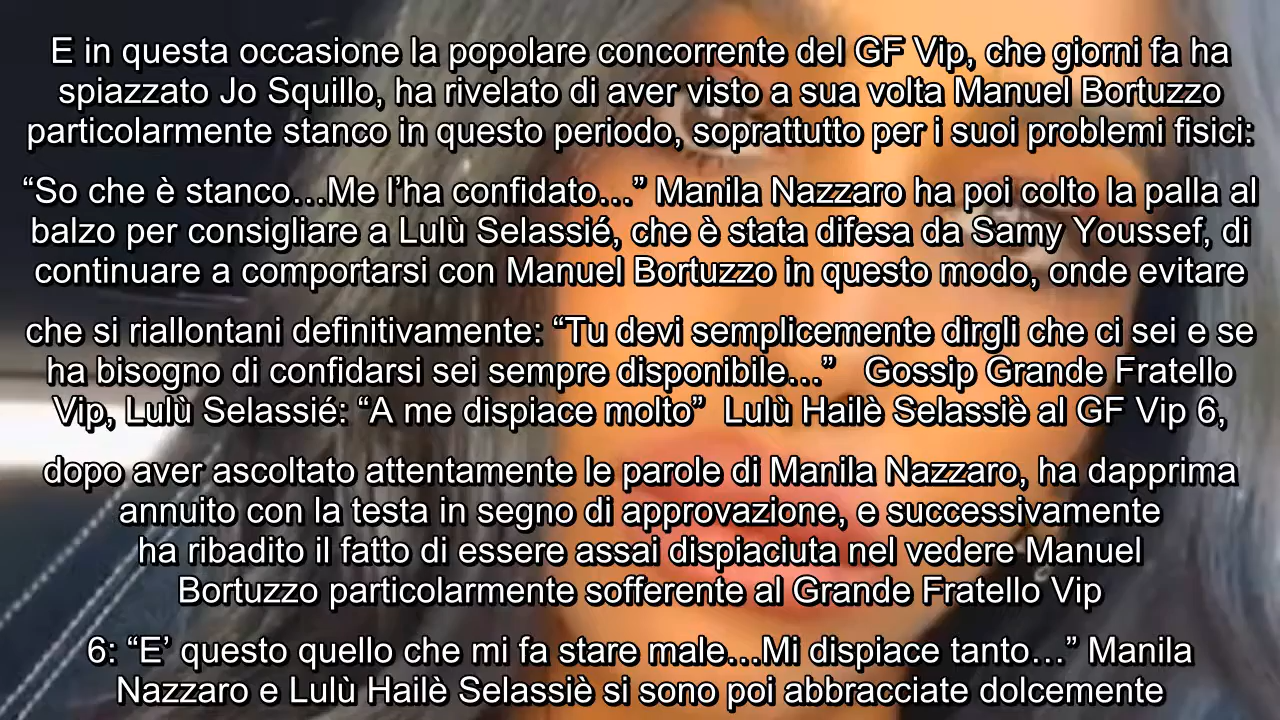 E in questa occasione la popolare concorrente del GF Vip, che giorni fa ha
spiazzato Jo Squillo, ha rivelato di aver visto a sua volta Manuel Bortuzzo
particolarmente stanco in questo periodo, soprattutto per i suoi problemi fisici:
“So che è stanco…Me l’ha confidato…” Manila Nazzaro ha poi colto la palla al
balzo per consigliare a Lulù Selassié, che è stata difesa da Samy Youssef, di
continuare a comportarsi con Manuel Bortuzzo in questo modo, onde evitare
che si riallontani definitivamente: “Tu devi semplicemente dirgli che ci sei e se
ha bisogno di confidarsi sei sempre disponibile…”   Gossip Grande Fratello
Vip, Lulù Selassié: “A me dispiace molto”  Lulù Hailè Selassiè al GF Vip 6,
dopo aver ascoltato attentamente le parole di Manila Nazzaro, ha dapprima
annuito con la testa in segno di approvazione, e successivamente
ha ribadito il fatto di essere assai dispiaciuta nel vedere Manuel
Bortuzzo particolarmente sofferente al Grande Fratello Vip
6: “E’ questo quello che mi fa stare male…Mi dispiace tanto…” Manila
Nazzaro e Lulù Hailè Selassiè si sono poi abbracciate dolcemente